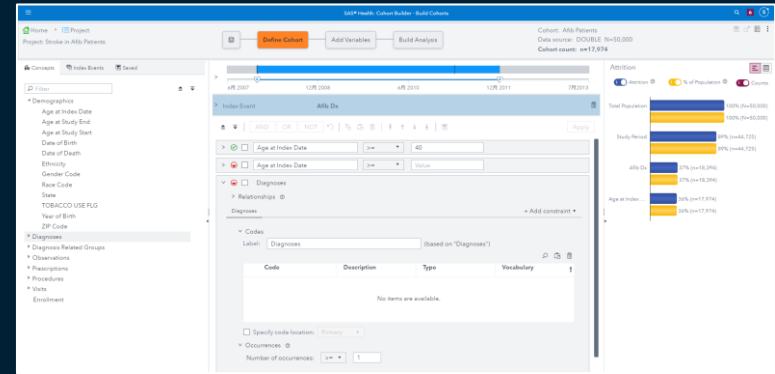 SAS® Health: Cohort Builder - Build Cohorts
Home › Project
Project: Stroke in Afib Patients
Define Cohort
Add Variables
Build Analysis
Cohort: Afib Patients
Data source: DOUBLE N=50,000
Cohort count: n=17,974
Concepts
Index Events
Saved
Filter
Demographics
Age at Index Date
Age at Study End
Age at Study Start
Date of Birth
Date of Death
Ethnicity
Gender Code
Race Code
State
TOBACCO USE FLG
Year of Birth
ZIP Code
Diagnoses
Diagnosis Related Groups
Observations
Prescriptions
Procedures
Visits
Enrollment
6月 2007
12月 2008
6月 2010
12月 2011
7月2013
Index Event
Afib Dx
AND OR NOT
Apply
Age at Index Date >= 40
Age at Index Date >= Value
Diagnoses
Relationships
Diagnoses
+ Add constraint
Codes
Label: Diagnoses (based on "Diagnoses")
Code Description Type Vocabulary
No items are available.
Specify code location: Primary
Occurrences
Number of occurrences: >= 1
Attrition
Attrition
% of Population
Counts
Total Population
100% (N=50,000)
100% (N=50,000)
Study Period
89% (n=44,725)
89% (n=44,725)
Afib Dx
37% (n=18,394)
37% (n=18,394)
Age at Index ...
36% (n=17,974)
36% (n=17,974)